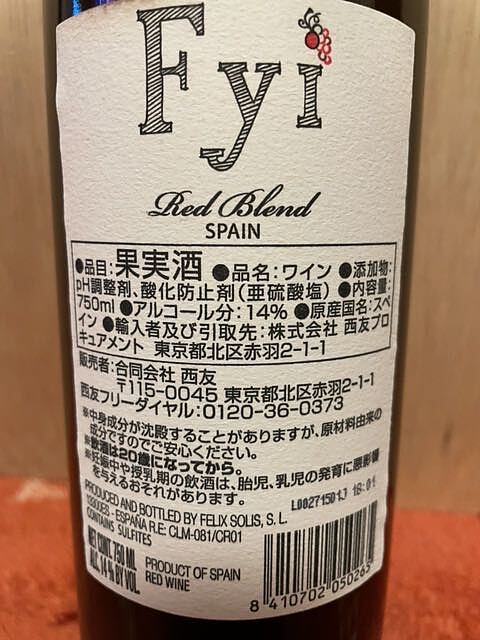 Fyi
Red Blend
SPAIN
●品目:果実酒 ●品名:ワイン ●添加物:
pH調整剤、酸化防止剤(亜硫酸塩) ●内容量:
750ml ●アルコール分:14% ●原産国名:スペ
イン ●輸入者及び引取先:株式会社 西友プロ
キュアメント 東京都北区赤羽2-1-1
販売者:合同会社 西友
〒115-0045 東京都北区赤羽2-1-1
西友フリーダイヤル:0120-36-0373
※中身成分が沈殿することがありますが、原材料由来の
成分ですのでご安心ください。
※飲酒は20歳になってから。
※妊娠中や授乳期の飲酒は、胎児、乳児の発育に悪影響
を与えるおそれがあります。
PRODUCED AND BOTTLED BY FELIX SOLIS, S. L.
13300ES - ESPAÑA R.E: CLM-081/CR01
CONTAINS SULFITES
NET CONT. 750 ML
ALC. 14% BY VOL.
PRODUCT OF SPAIN
RED WINE
L00271501J 18:01
8 410702 050265